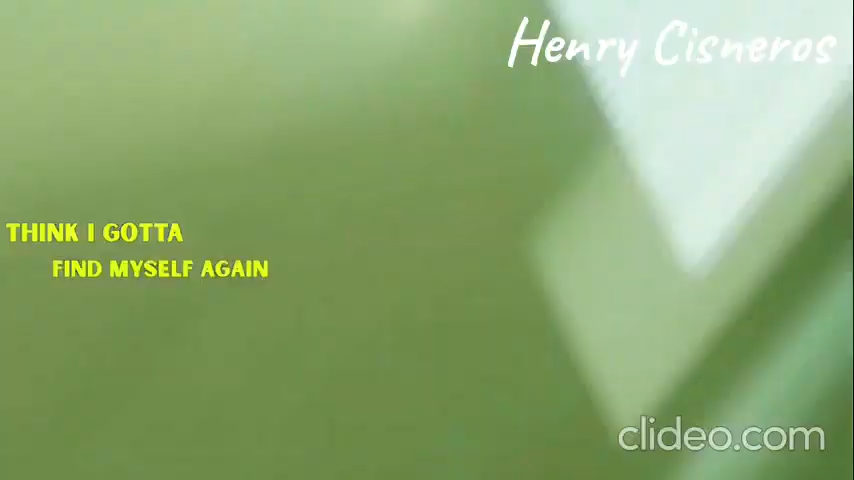 Henry Cisneros
THINK I GOTTA
FIND MYSELF AGAIN
clideo.com